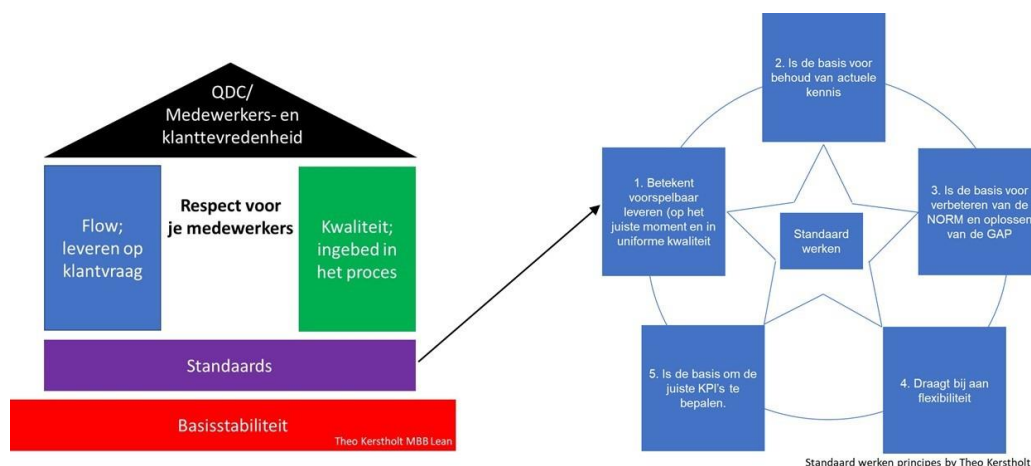 QDC/
Medewerkers- en
klanttevredenheid
Flow;
leveren op
klantvraag
Respect voor
je medewerkers
Kwaliteit;
ingebed in
het proces
Standaards
Basisstabiliteit
Theo Kerstholt MBB Lean
2. Is de basis voor
behoud van actuele
kennis
1. Betekent
voorspelbaar
leveren (op het
juiste moment en in
uniforme kwaliteit
3. Is de basis voor
verbeteren van de
NORM en oplossen
van de GAP
Standaard
werken
5. Is de basis om de
juiste KPI's te
bepalen.
4. Draagt bij aan
flexibiliteit
Standaard werken principes by Theo Kerstholt